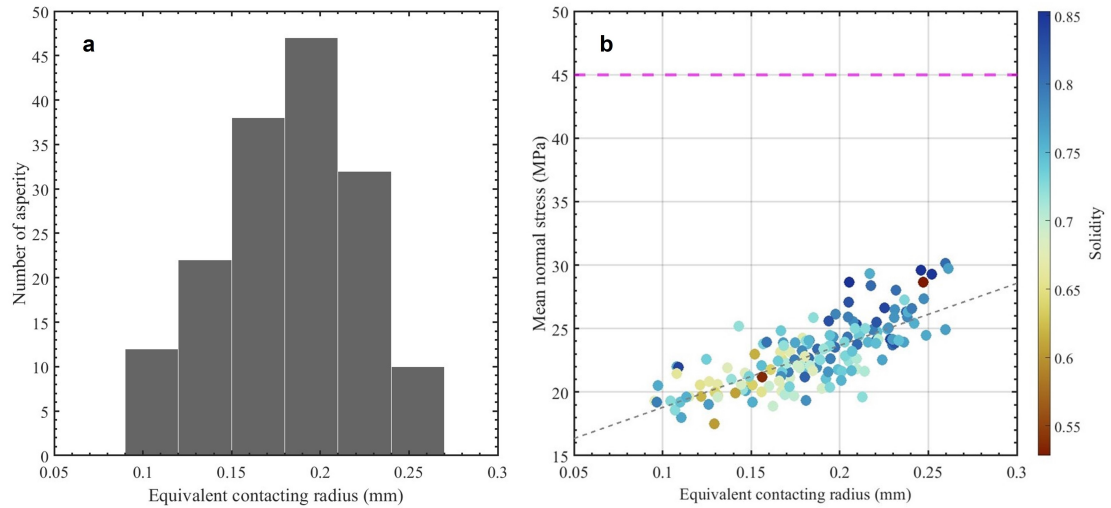 a
50
45
40
35
30
25
20
15
10
5
0
Number of asperity
0.05 0.1 0.15 0.2 0.25 0.3
Equivalent contacting radius (mm)
b
50
45
40
35
30
25
20
15
Mean normal stress (MPa)
0.05 0.1 0.15 0.2 0.25 0.3
Equivalent contacting radius (mm)
0.85
0.8
0.75
0.7
0.65
0.6
0.55
Solidity